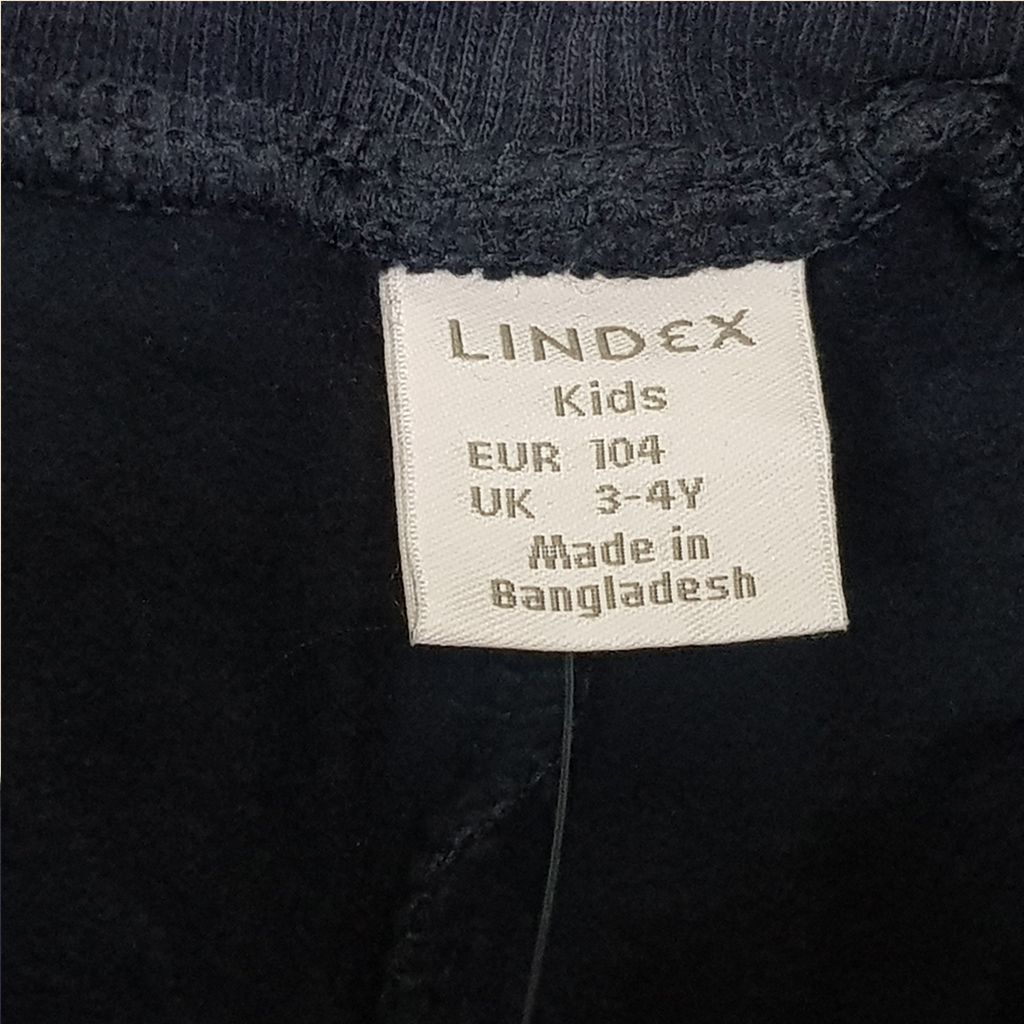 LINDEX
Kids
EUR 104
UK 3-4Y
Made in
Bangladesh